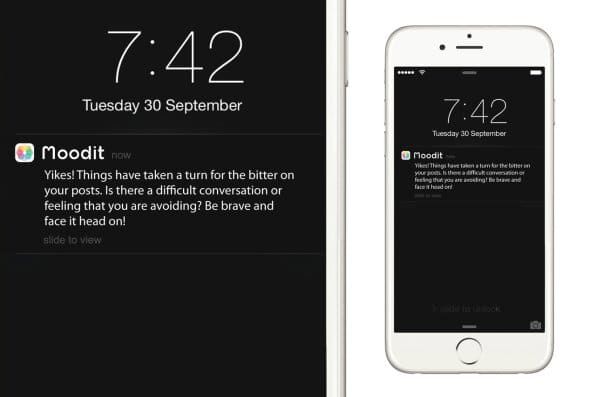 7:42
Tuesday 30 September
Moodit now
Yikes! Things have taken a turn for the bitter on
your posts. Is there a difficult conversation or
feeling that you are avoiding? Be brave and
face it head on!
slide to view
7:42
Tuesday 30 September
Moodit now
Yikes! Things have taken a turn for the bitter on
your posts. Is there a difficult conversation or
feeling that you are avoiding? Be brave and
face it head on!
slide to view
slide to unlock